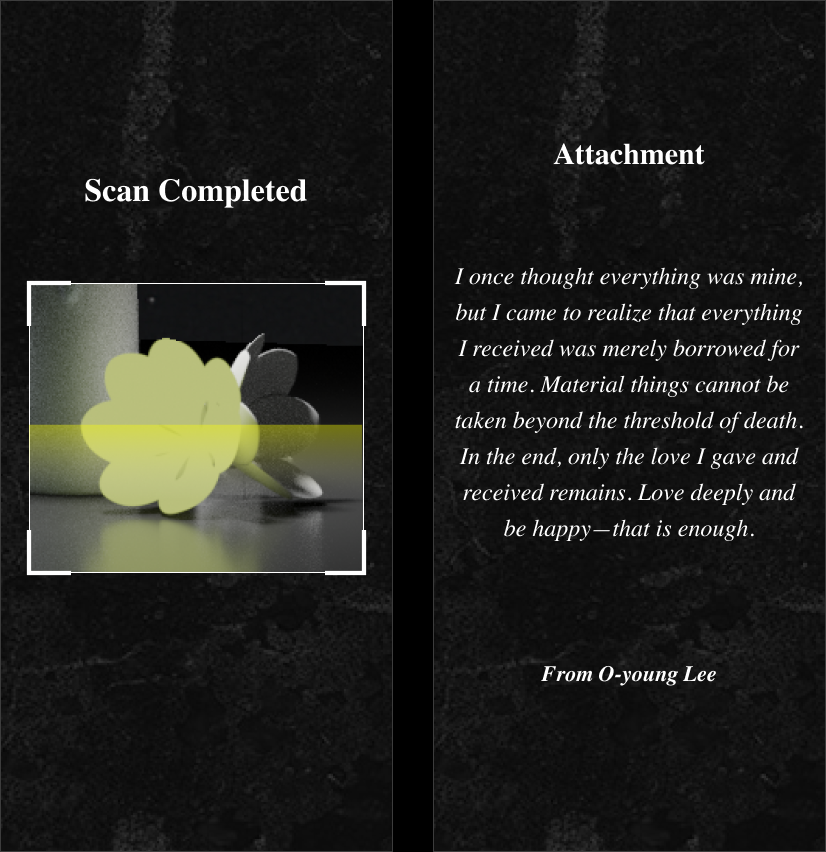 Scan Completed
Attachment
I once thought everything was mine,
but I came to realize that everything
I received was merely borrowed for
a time. Material things cannot be
taken beyond the threshold of death.
In the end, only the love I gave and
received remains. Love deeply and
be happy—that is enough.
From O-young Lee